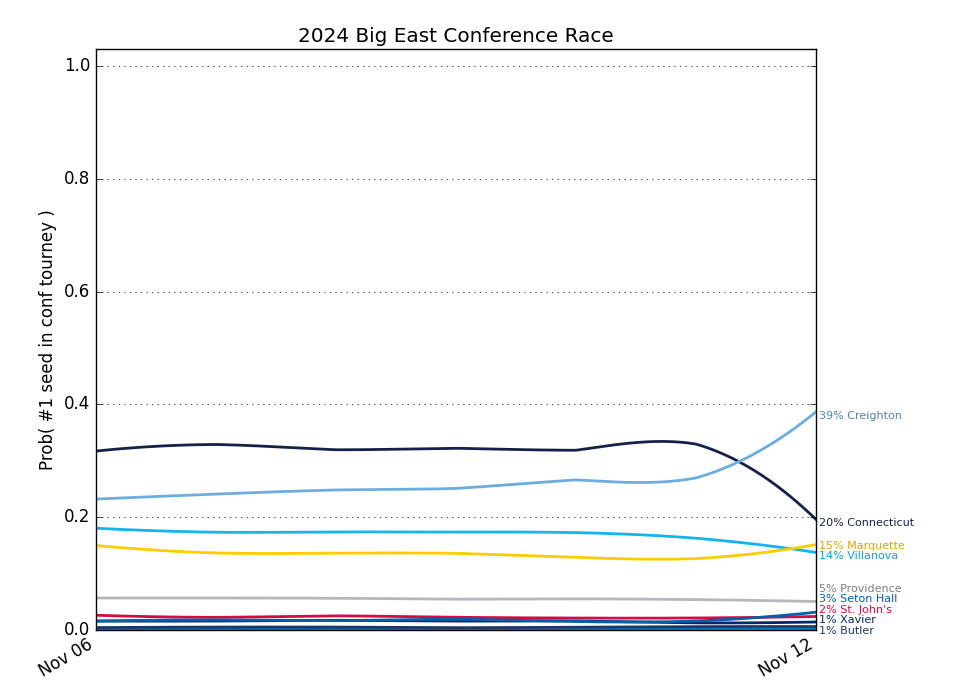 2024 Big East Conference Race
Prob( #1 seed in conf tourney )
1.0
0.8
0.6
0.4
0.2
0.0
Nov 06
Nov 12
39% Creighton
20% Connecticut
15% Marquette
14% Villanova
5% Providence
3% Seton Hall
2% St. John's
1% Xavier
1% Butler